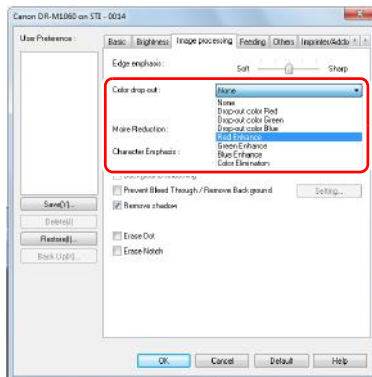 Canon DR-M1060 on STI - 0014
User Preference :
Basic Brightness Image processing Feeding Others Imprinter/Addo
Edge emphasis :
Soft Sharp
Color drop-out :
None
None
Drop-out color Red
Drop-out color Green
Drop-out color Blue
Red Enhance
Green Enhance
Blue Enhance
Color Elimination
Moire Reduction :
Character Emphasis :
Prevent Bleed Through / Remove Background
Setting...
Remove shadow
Erase Dot
Erase Notch
Save(V)...
Delete(J)
Restore(I)...
Back Up(K)...
OK Cancel Default Help